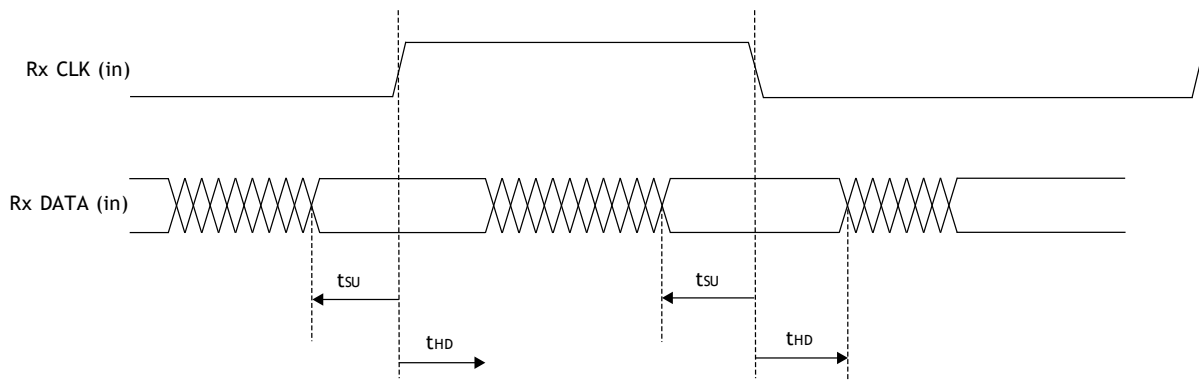 Rx CLK (in)
Rx DATA (in)
tSU
tSU
tHD
tHD